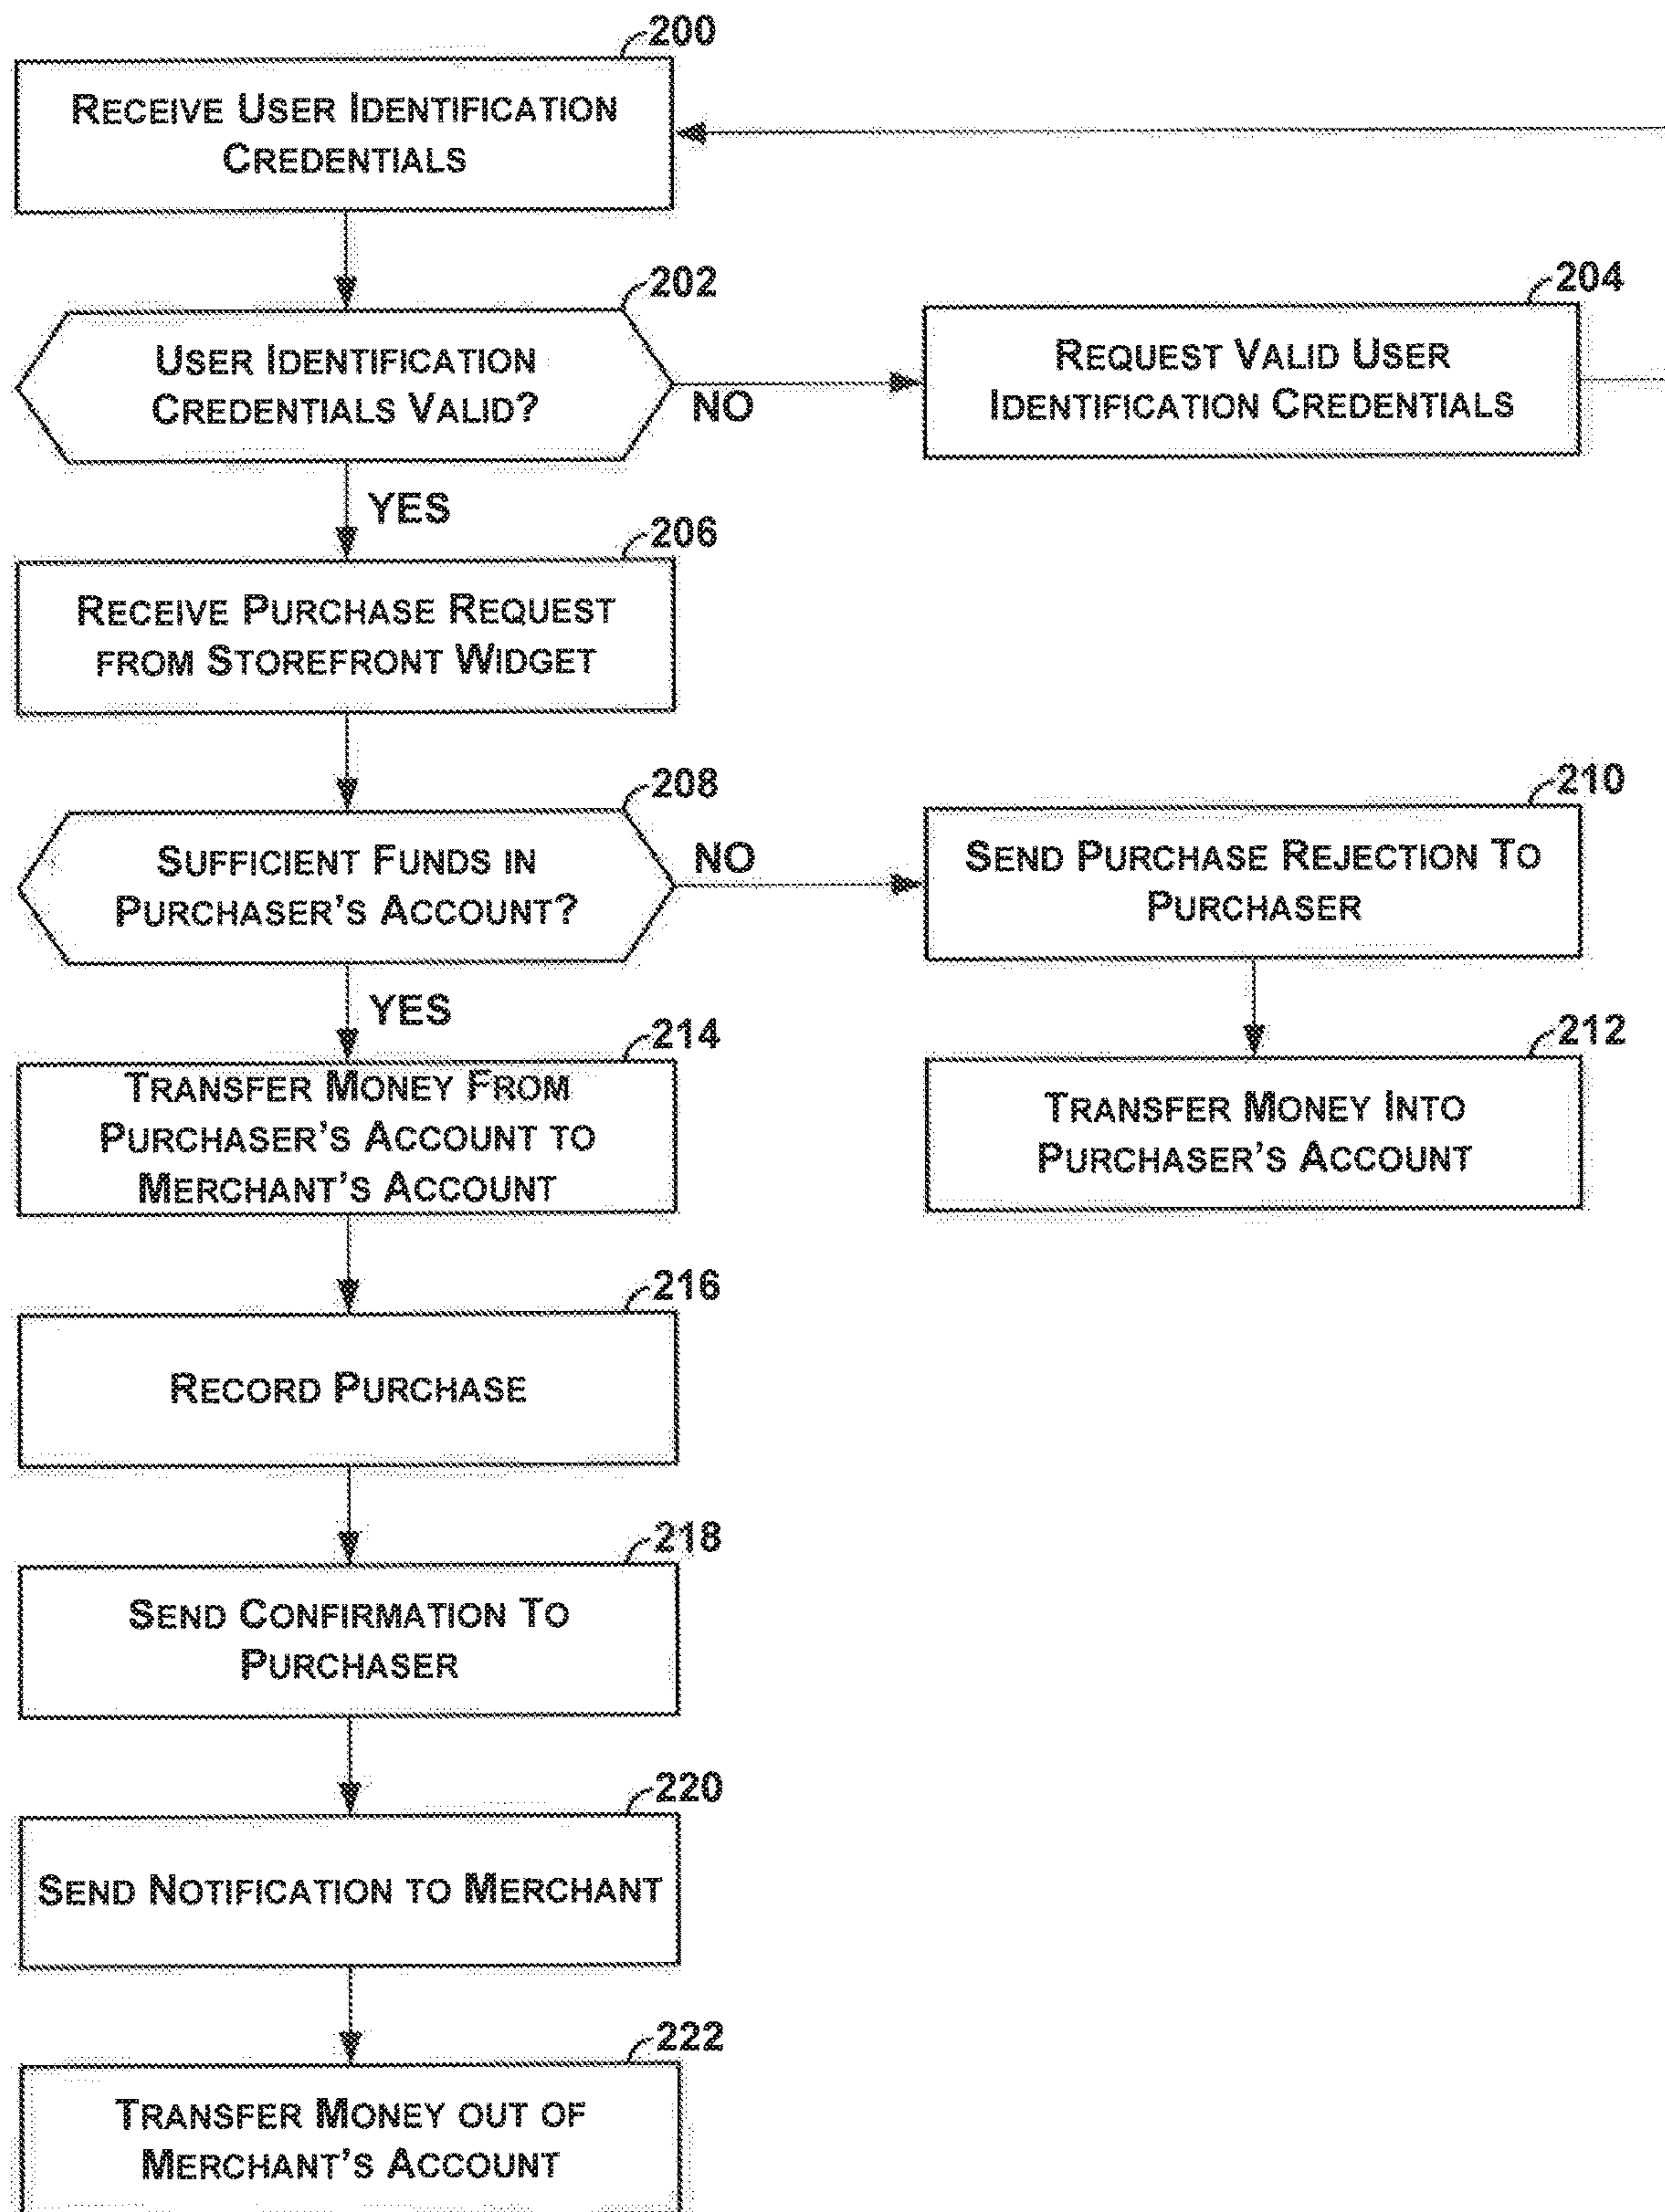 200
RECEIVE USER IDENTIFICATION
CREDENTIALS
202
USER IDENTIFICATION
CREDENTIALS VALID?
NO
204
REQUEST VALID USER
IDENTIFICATION CREDENTIALS
YES
206
RECEIVE PURCHASE REQUEST
FROM STOREFRONT WIDGET
208
SUFFICIENT FUNDS IN
PURCHASER'S ACCOUNT?
NO
210
SEND PURCHASE REJECTION TO
PURCHASER
212
TRANSFER MONEY INTO
PURCHASER'S ACCOUNT
YES
214
TRANSFER MONEY FROM
PURCHASER'S ACCOUNT TO
MERCHANT'S ACCOUNT
216
RECORD PURCHASE
218
SEND CONFIRMATION TO
PURCHASER
220
SEND NOTIFICATION TO MERCHANT
222
TRANSFER MONEY OUT OF
MERCHANT'S ACCOUNT